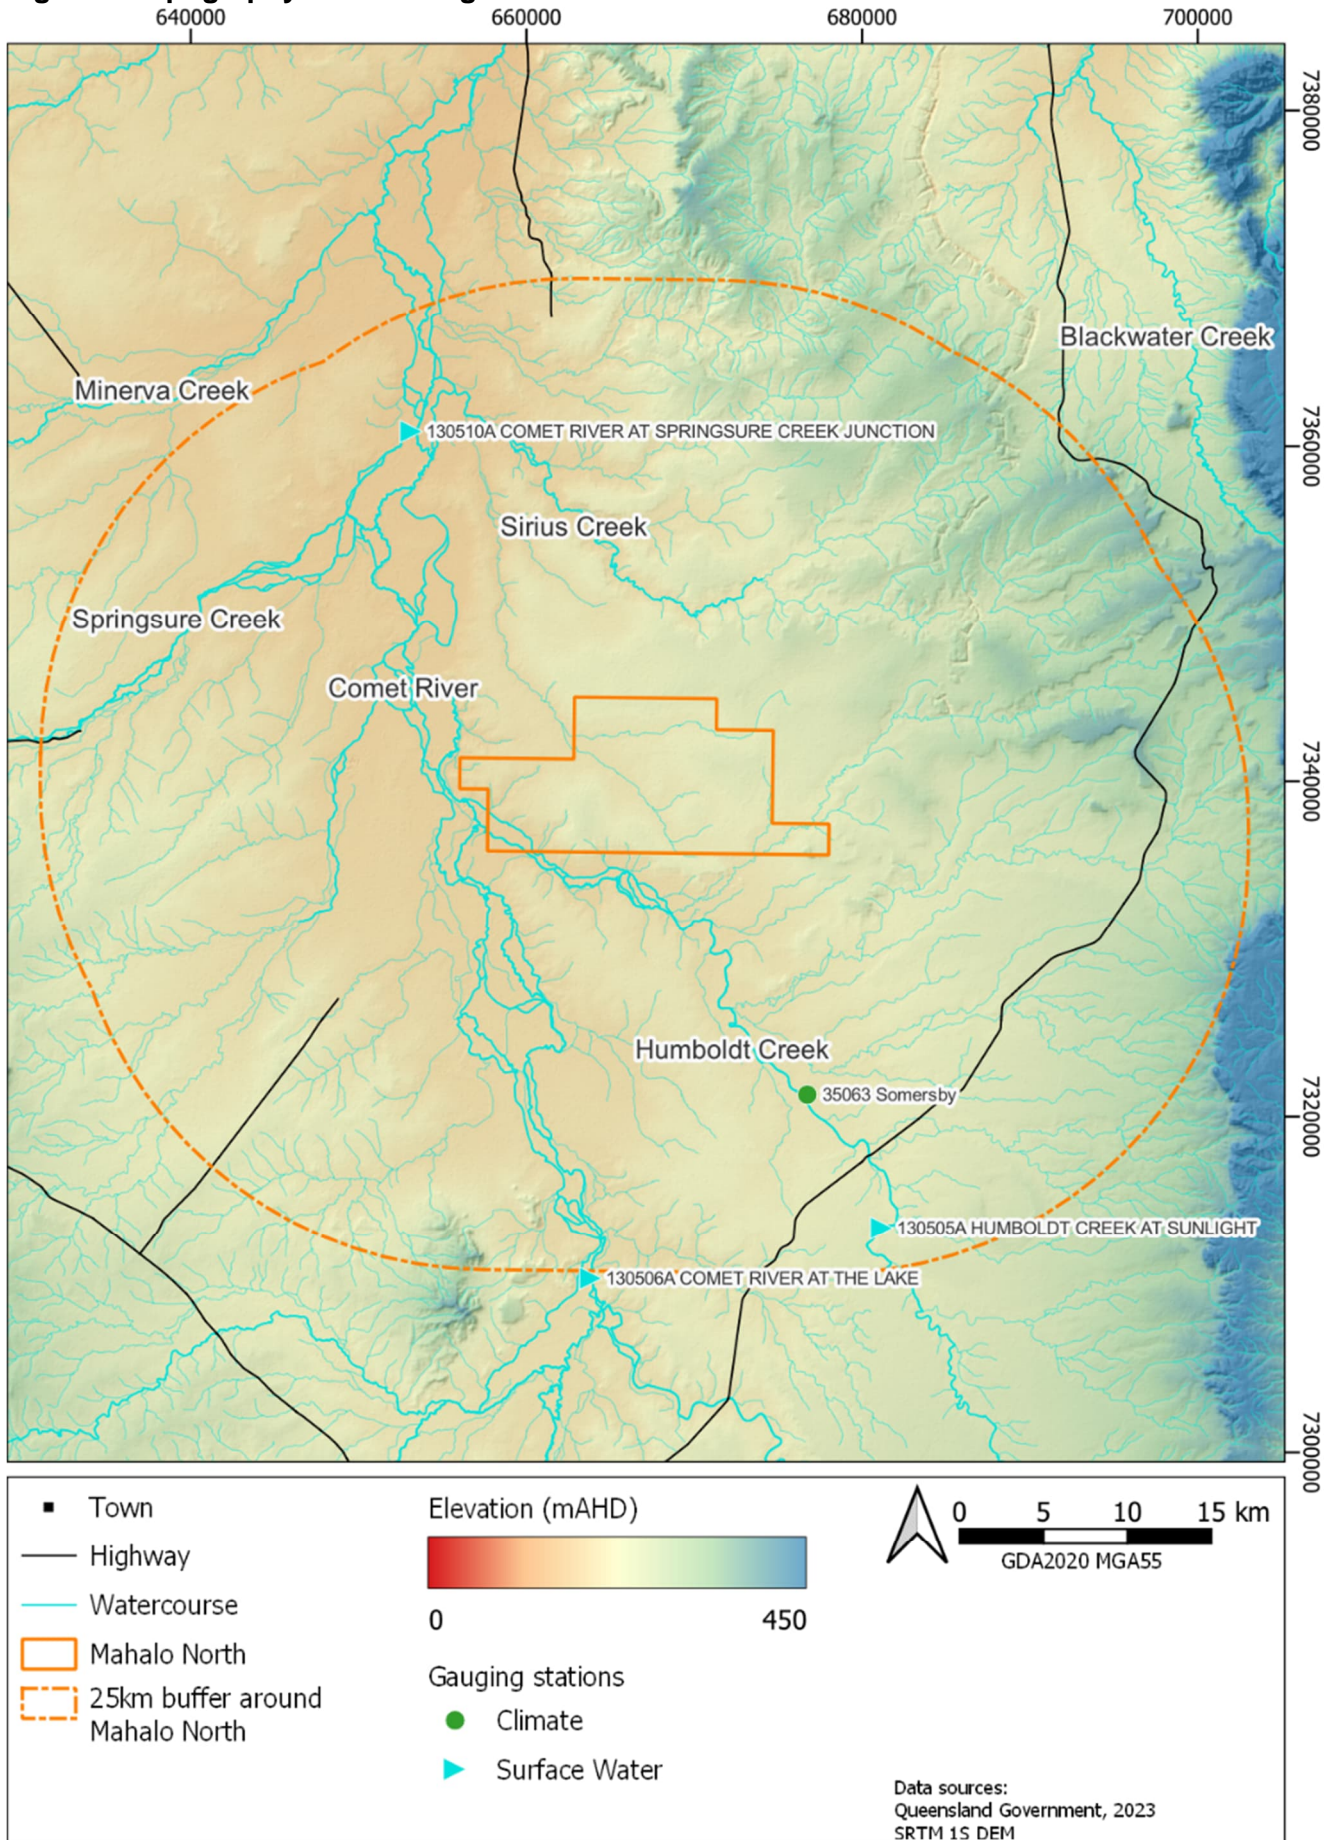 640000
660000
680000
700000
7380000
Blackwater Creek
Minerva Creek
130510A COMET RIVER AT SPRINGSURE CREEK JUNCTION
7360000
Sirius Creek
Springsure Creek
Comet River
7340000
Humboldt Creek
35063 Somersby
7320000
130505A HUMBOLDT CREEK AT SUNLIGHT
130506A COMET RIVER AT THE LAKE
7300000
Town
Highway
Watercourse
Mahalo North
25km buffer around
Mahalo North
Elevation (mAHD)
0 450
Gauging stations
Climate
Surface Water
0 5 10 15 km
GDA2020 MGA55
Data sources:
Queensland Government, 2023
SRTM 1S DEM